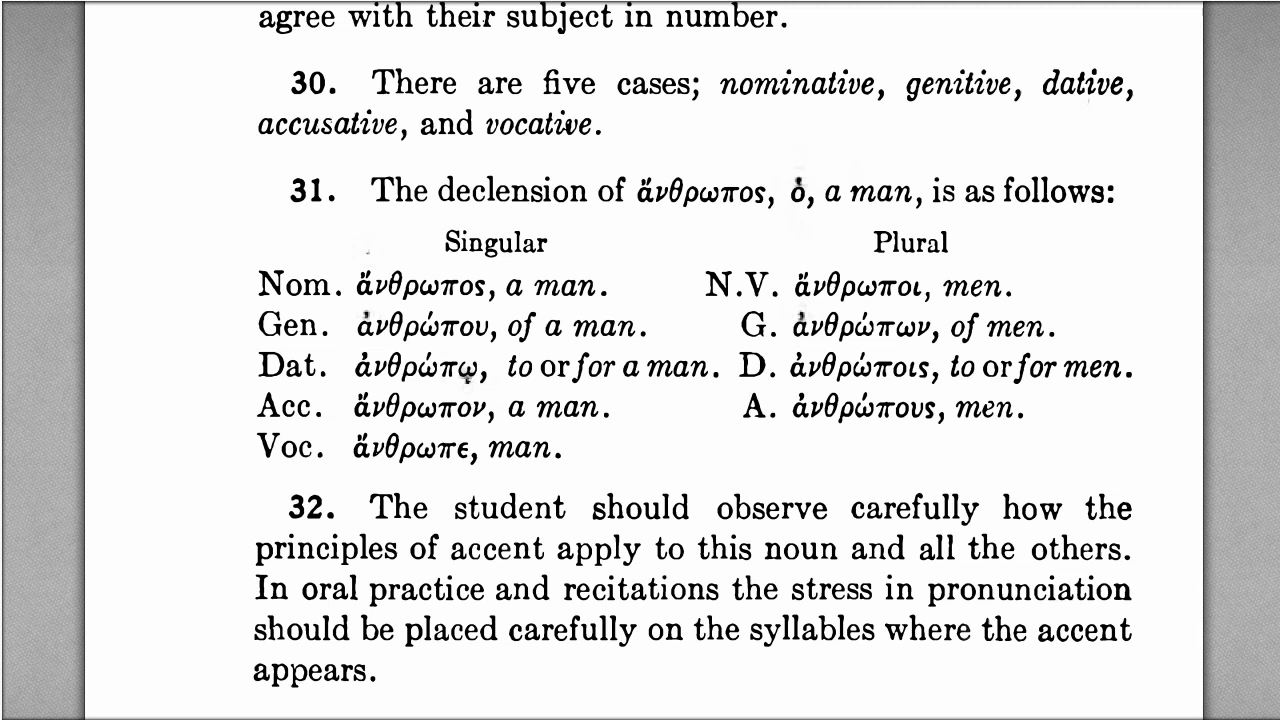 agree with their subject in number.
30. There are five cases; nominative, genitive, dative,
accusative, and vocative.
31. The declension of ἄνθρωπος, ὁ, a man, is as follows:
Singular Plural
Nom. ἄνθρωπος, a man. N.V. ἄνθρωποι, men.
Gen. ἀνθρώπου, of a man. G. ἀνθρώπων, of men.
Dat. ἀνθρώπῳ, to or for a man. D. ἀνθρώποις, to or for men.
Acc. ἄνθρωπον, a man. A. ἀνθρώπους, men.
Voc. ἄνθρωπε, man.
32. The student should observe carefully how the
principles of accent apply to this noun and all the others.
In oral practice and recitations the stress in pronunciation
should be placed carefully on the syllables where the accent
appears.